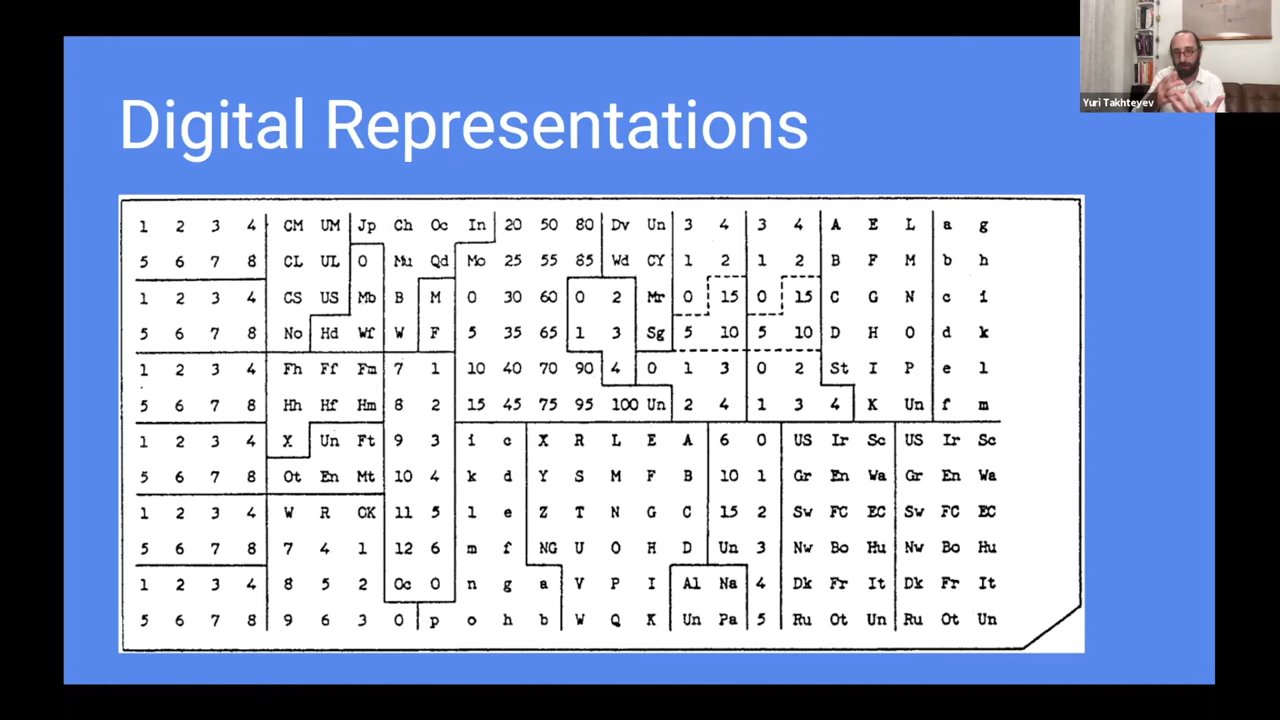 Digital Representations
Yuri Takhteyev
1 2 3 4 CM UM Jp Ch Oc In 20 50 80 Dv Un 3 4 3 4 A E L a g
5 6 7 8 CL UL O Mu Qd Mo 25 55 85 Wd CY 1 2 1 2 B F M b h
1 2 3 4 CS US Mb B M 0 30 60 0 2 Mr 0 15 0 15 C G N c i
5 6 7 8 No Hd Wf W F 5 35 65 1 3 Sg 5 10 5 10 D H O d k
1 2 3 4 Fh Ff Fm 7 1 10 40 70 90 4 0 1 3 0 2 St I P e l
5 6 7 8 Hh Hf Hm 8 2 15 45 75 95 100 Un 2 4 1 3 4 K Un f m
1 2 3 4 X Un Ft 9 3 i c X R L E A 6 0 US Ir Sc US Ir Sc
5 6 7 8 Ot En Mt 10 4 k d Y S M F B 10 1 Gr En Wa Gr En Wa
1 2 3 4 W R OK 11 5 l e Z T N G C 15 2 Sw FC EC Sw FC EC
5 6 7 8 7 4 1 12 6 m f NG U O H D Un 3 Nw Bo Hu Nw Bo Hu
1 2 3 4 8 5 2 Oc 0 n g a V P I Al Na 4 Dk Fr It Dk Fr It
5 6 7 8 9 6 3 0 p o h b W Q K Un Pa 5 Ru Ot Un Ru Ot Un